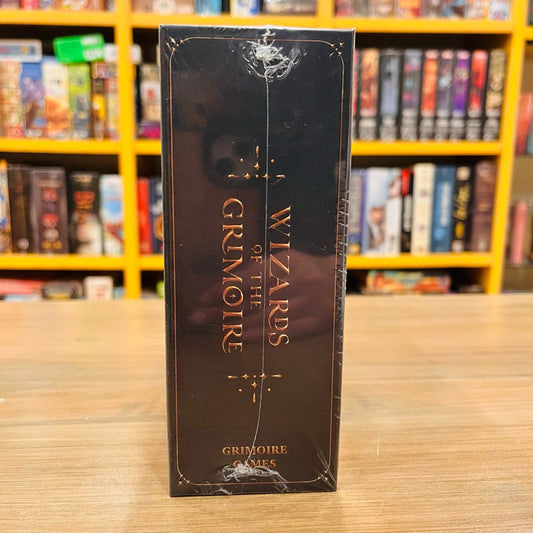 WIZARDS
OF THE
GRIMOIRE
GRIMOIRE
GAMES